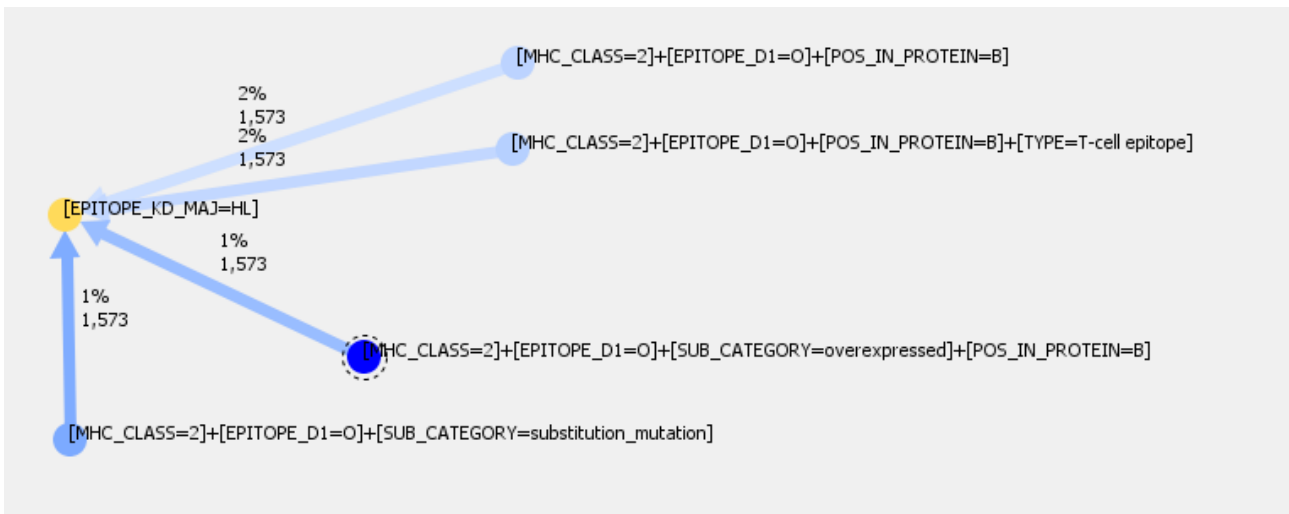 [MHC_CLASS=2]+[EPITOPE_D1=O]+[POS_IN_PROTEIN=B]
2%
1,573
2%
1,573
[MHC_CLASS=2]+[EPITOPE_D1=O]+[POS_IN_PROTEIN=B]+[TYPE=T-cell epitope]
[EPITOPE_KD_MAJ=HL]
1%
1,573
1%
1,573
[MHC_CLASS=2]+[EPITOPE_D1=O]+[SUB_CATEGORY=overexpressed]+[POS_IN_PROTEIN=B]
[MHC_CLASS=2]+[EPITOPE_D1=O]+[SUB_CATEGORY=substitution_mutation]